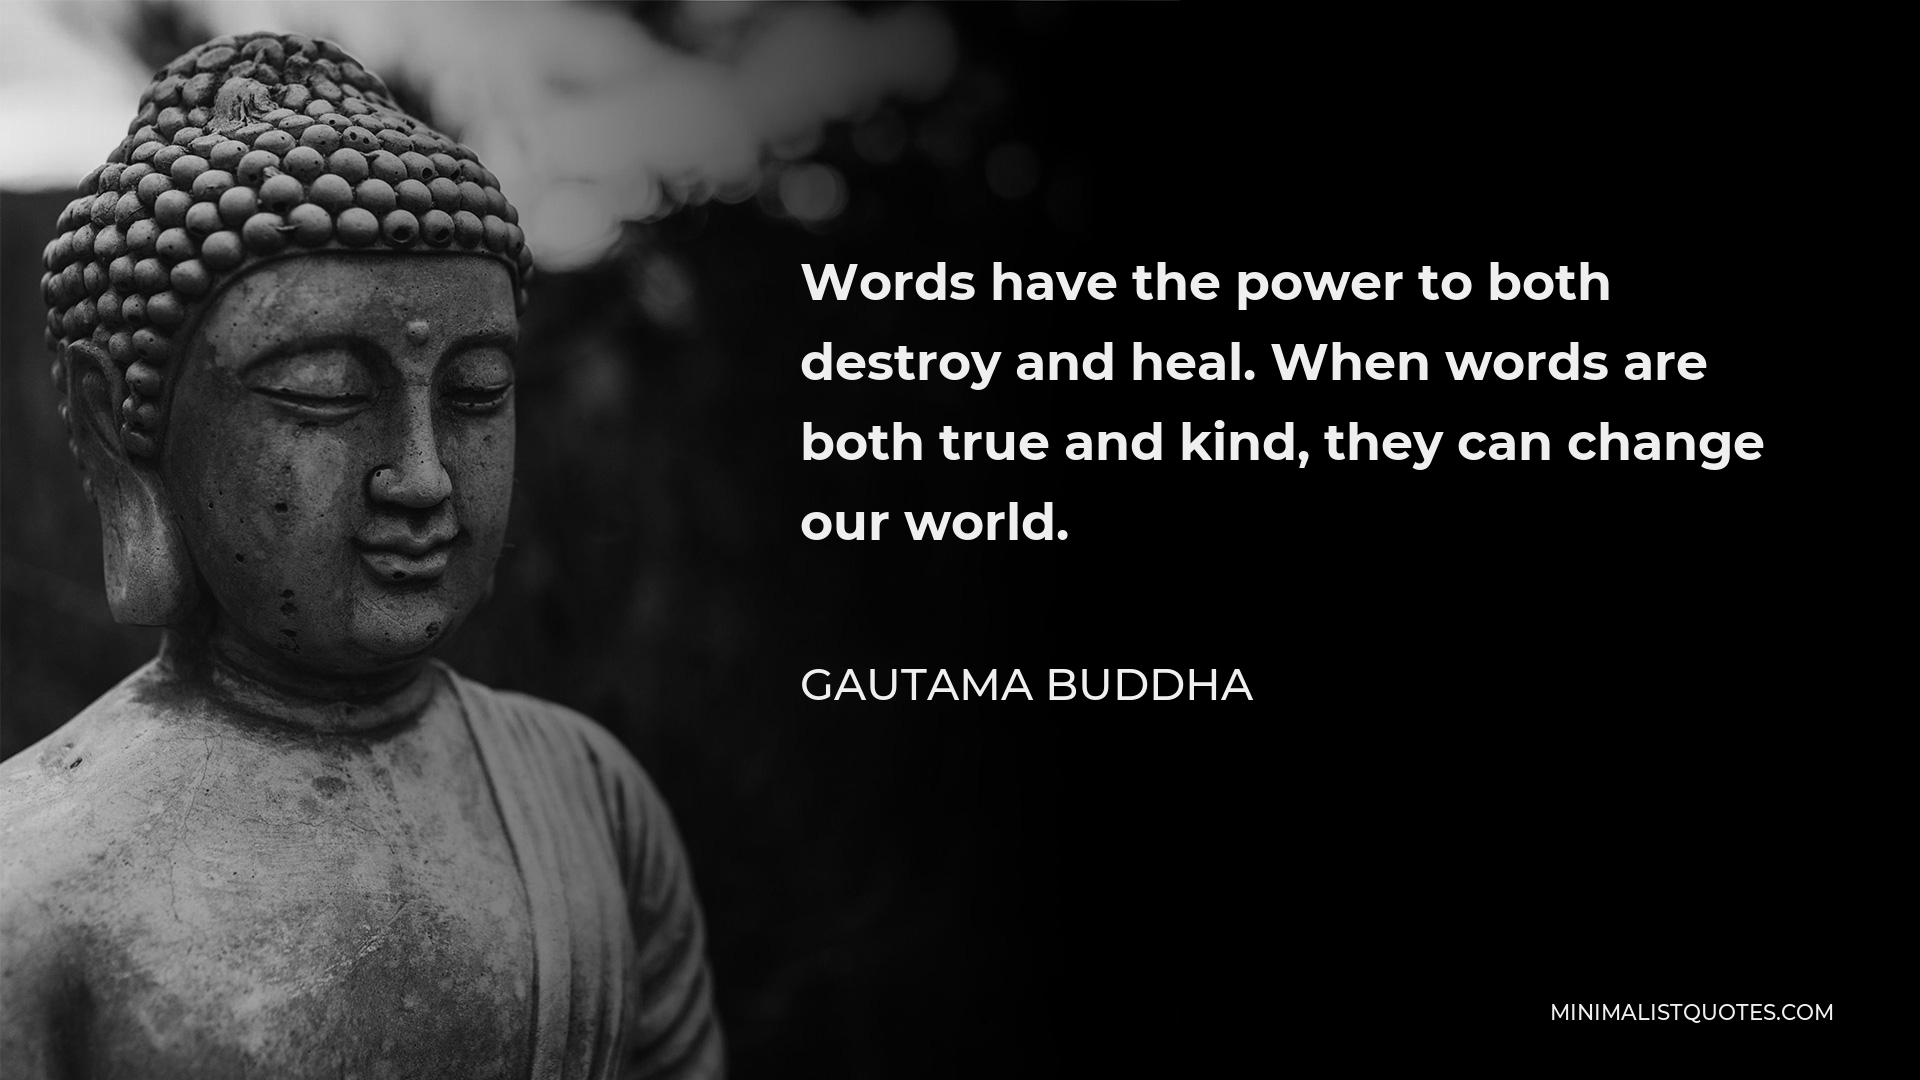 Words have the power to both
destroy and heal. When words are
both true and kind, they can change
our world.
GAUTAMA BUDDHA
MINIMALISTQUOTES.COM